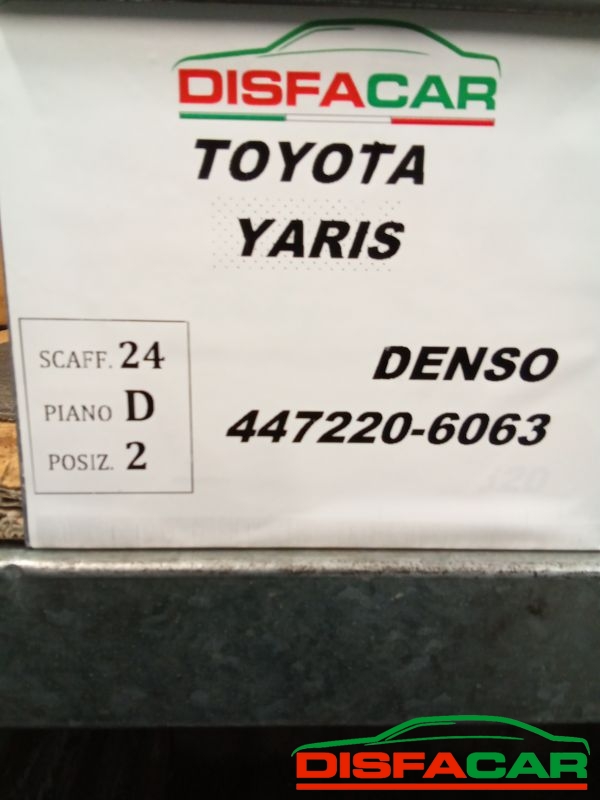 DISFACAR
TOYOTA
YARIS
SCAFF. 24
PIANO D
POSIZ. 2
DENSO
447220-6063
DISFACAR